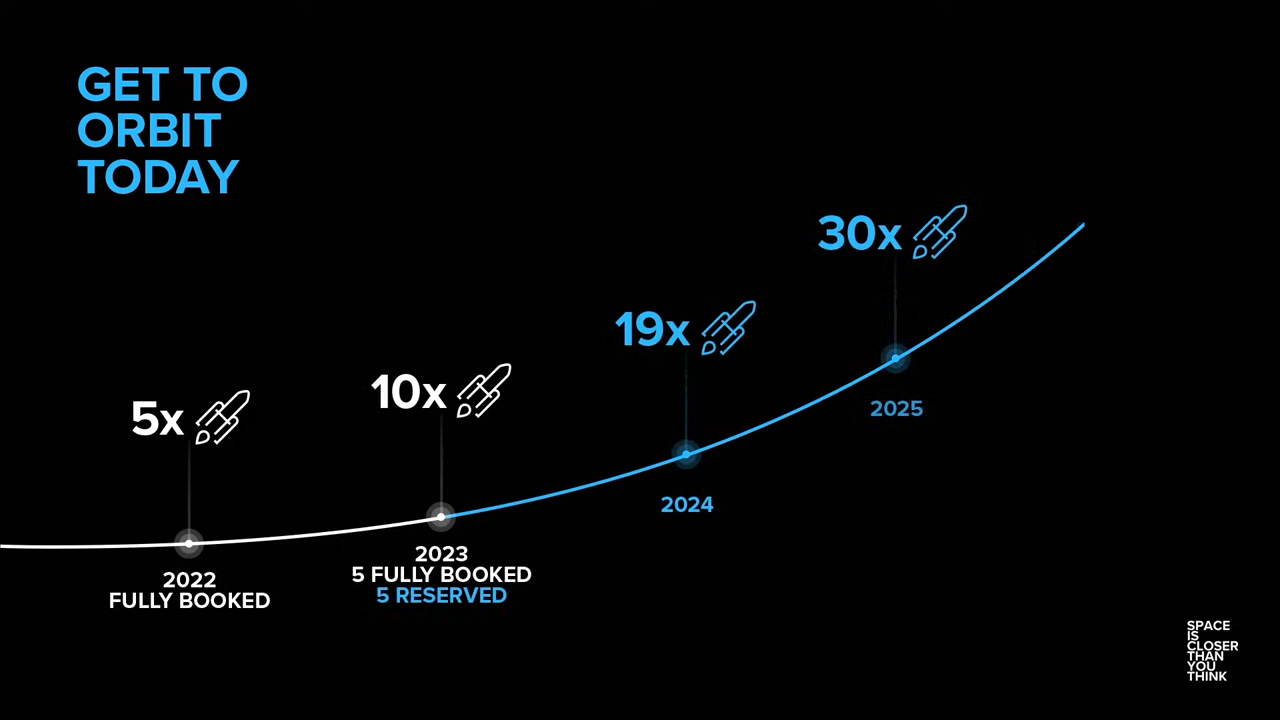 GET TO
ORBIT
TODAY
30x
19x
10x
5x
2025
2024
2023
5 FULLY BOOKED
5 RESERVED
2022
FULLY BOOKED
SPACE
IS
CLOSER
THAN
YOU
THINK